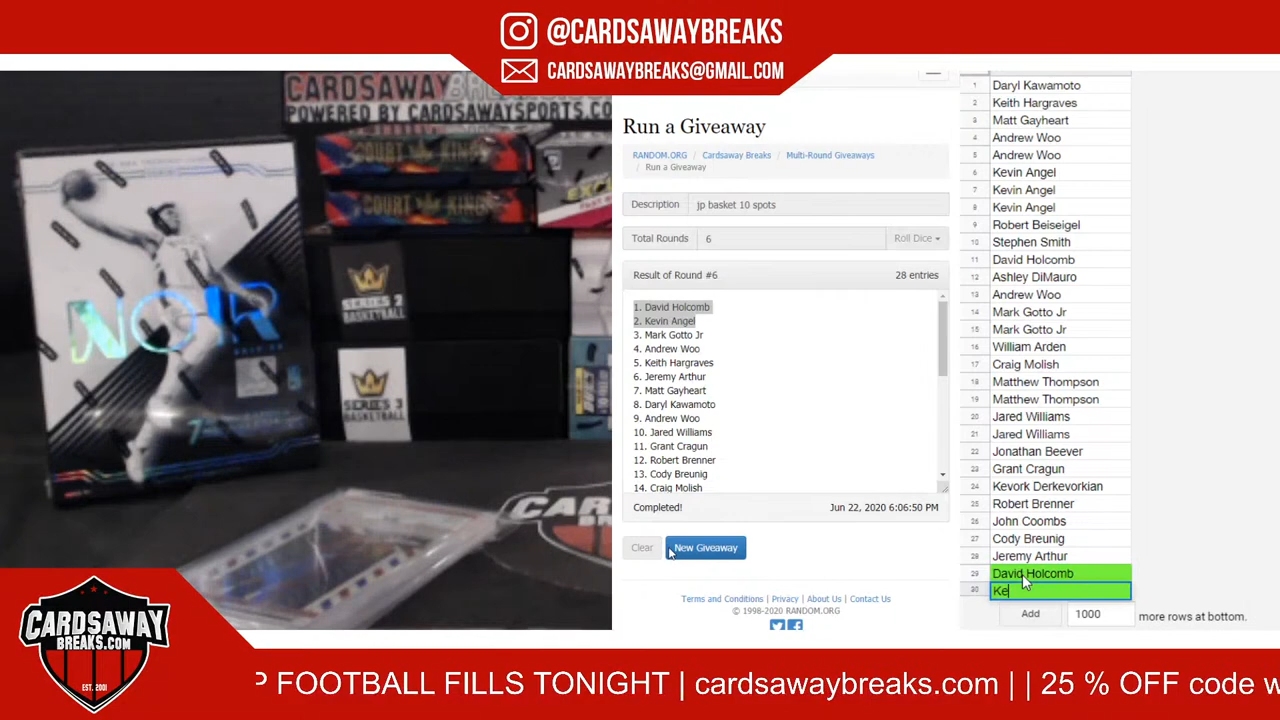 @CARDSAWAYBREAKS
CARDSAWAYBREAKS@GMAIL.COM
POWERED BY CARDSAWAYSPORTS.CO
COURT KINGS
COURT KINGS
SERIES 2
BASKETBALL
SERIES 3
BASKETBALL
NOIR
CARDSAWAY
BREAKS.COM
EST. 2001
Run a Giveaway
RANDOM.ORG / Cardsaway Breaks / Multi-Round Giveaways
/ Run a Giveaway
Description jp basket 10 spots
Total Rounds 6 Roll Dice
Result of Round #6 28 entries
1. David Holcomb
2. Kevin Angel
3. Mark Gotto Jr
4. Andrew Woo
5. Keith Hargraves
6. Jeremy Arthur
7. Matt Gayheart
8. Daryl Kawamoto
9. Andrew Woo
10. Jared Williams
11. Grant Cragun
12. Robert Brenner
13. Cody Breunig
14. Craig Molish
Completed! Jun 22, 2020 6:06:50 PM
Clear New Giveaway
Terms and Conditions | Privacy | About Us | Contact Us
© 1998-2020 RANDOM.ORG
1 Daryl Kawamoto
2 Keith Hargraves
3 Matt Gayheart
4 Andrew Woo
5 Andrew Woo
6 Kevin Angel
7 Kevin Angel
8 Kevin Angel
9 Robert Beiseigel
10 Stephen Smith
11 David Holcomb
12 Ashley DiMauro
13 Andrew Woo
14 Mark Gotto Jr
15 Mark Gotto Jr
16 William Arden
17 Craig Molish
18 Matthew Thompson
19 Matthew Thompson
20 Jared Williams
21 Jared Williams
22 Jonathan Beever
23 Grant Cragun
24 Kevork Derkevorkian
25 Robert Brenner
26 John Coombs
27 Cody Breunig
28 Jeremy Arthur
29 David Holcomb
30 Ke
Add 1000 more rows at bottom.
P FOOTBALL FILLS TONIGHT | cardsawaybreaks.com | | 25 % OFF code w